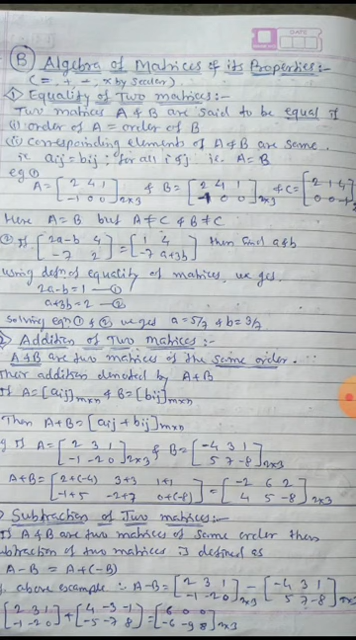 DATE
(B) Algebra of Matrices & its Properties:-
(=, +, -, × by Scalar)
(1) Equality of Two matrices:-
Two matrices A & B are said to be equal if
(i) order of A = order of B
(ii) corresponding elements of A & B are same.
ie aij = bij ; for all i & j ie. A = B
eg ① A = [2 4 1; -1 0 0]2×3 & B = [2 4 1; -1 0 0]2×3 & C = [2 1 4; 0 0 -1
Here A = B but A ≠ C & B ≠ C
② If [2a-b 4; -7 2] = [1 4; -7 a+3b] then find a & b
using defn of equality of matrices, we get.
2a-b = 1 —①
a+3b = 2 —②
Solving eqn ① & ② we get a = 5/7 & b = 3/7
Addition of Two matrices:-
A & B are two matrices of the same order.
Their addition denoted by A+B
If A = [aij]m×n & B = [bij]m×n
Then A+B = [aij + bij]m×n
g If A = [2 3 1; -1 -2 0]2×3 & B = [-4 3 1; 5 7 -8]2×3
A+B = [2+(-4) 3+3 1+1; -1+5 -2+7 0+(-8)] = [-2 6 2; 4 5 -8]2×3
Subtraction of Two matrices:-
If A & B are two matrices of same order then
ubtraction of two matrices is defined as
A-B = A+(-B)
. above example ∴ A-B = [2 3 1; -1 -2 0]2×3 - [-4 3 1; 5 7 -8]2×3
[2 3 1; -1 -2 0] + [4 -3 -1; -5 -7 8] = [6 0 0; -6 -9 8]2×3